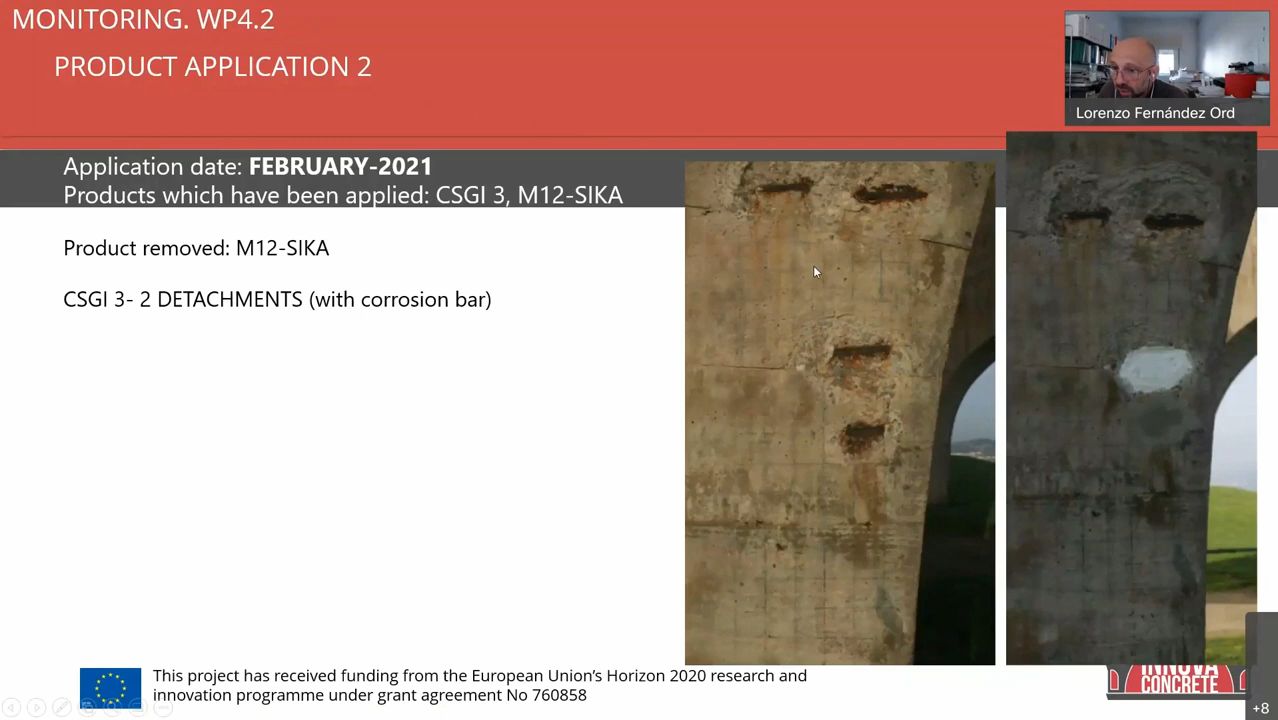 MONITORING. WP4.2
PRODUCT APPLICATION 2
Lorenzo Fernández Ord
Application date: FEBRUARY-2021
Products which have been applied: CSGI 3, M12-SIKA
Product removed: M12-SIKA
CSGI 3- 2 DETACHMENTS (with corrosion bar)
This project has received funding from the European Union’s Horizon 2020 research and
innovation programme under grant agreement No 760858
INNOVA
CONCRETE
+8